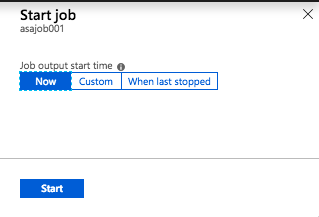 Start job
asajob001
Job output start time
Now Custom When last stopped
Start